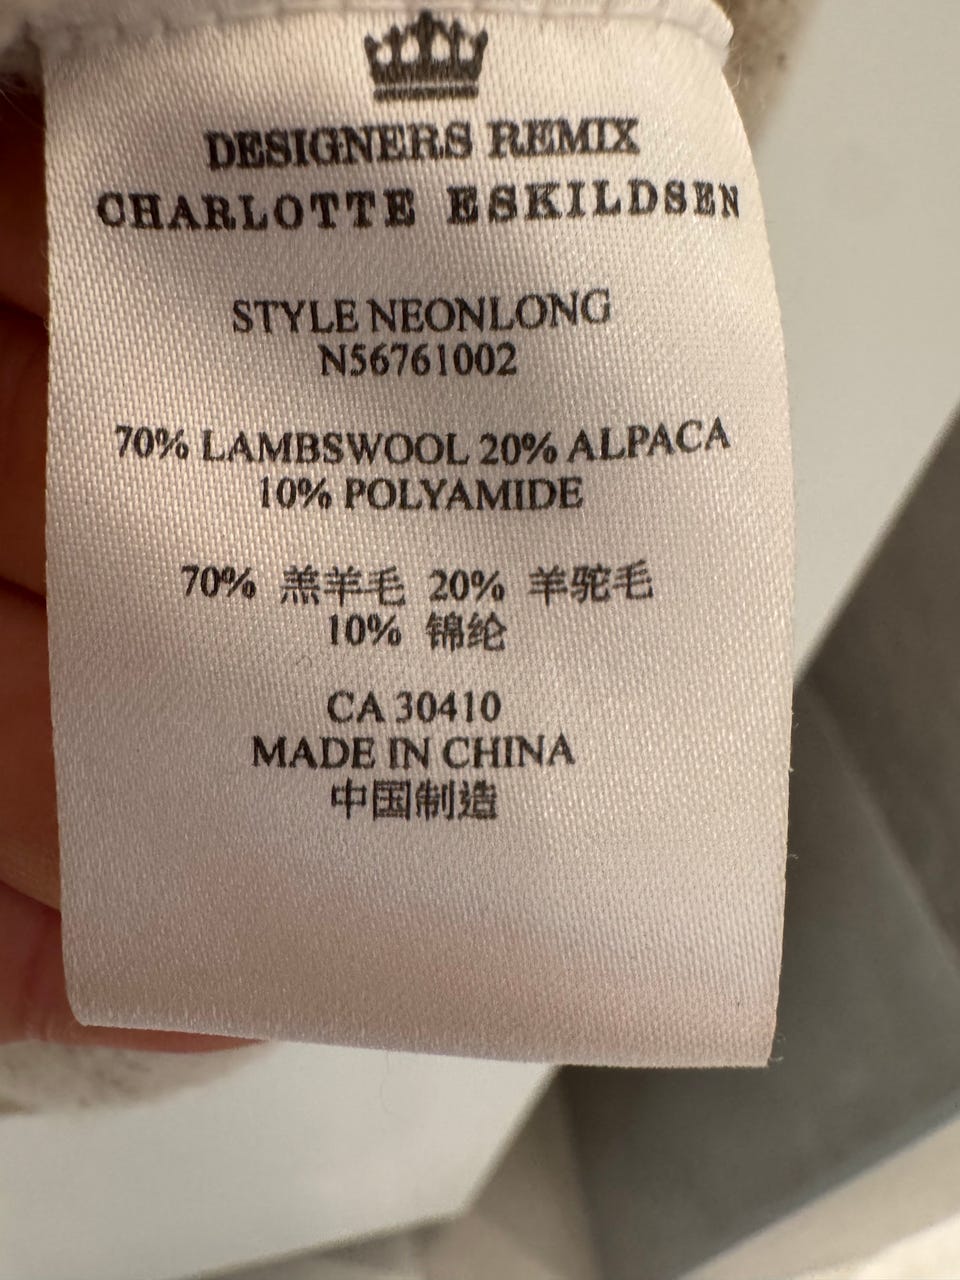 DESIGNERS REMIX
CHARLOTTE ESKILDSEN
STYLE NEONLONG
N56761002
70% LAMBSWOOL 20% ALPACA
10% POLYAMIDE
70% 羔羊毛 20% 羊驼毛
10% 锦纶
CA 30410
MADE IN CHINA
中国制造